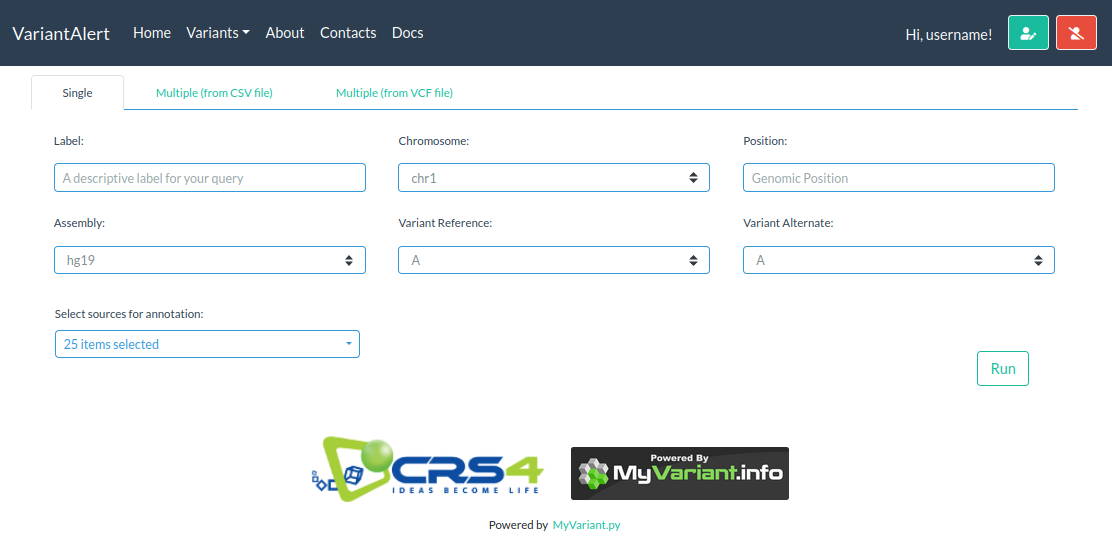 VariantAlert Home Variants About Contacts Docs Hi, username!
Single Multiple (from CSV file) Multiple (from VCF file)
Label: Chromosome: Position:
A descriptive label for your query chr1 Genomic Position
Assembly: Variant Reference: Variant Alternate:
hg19 A A
Select sources for annotation:
25 items selected
Run
CRS4
IDEAS BECOME LIFE
Powered By
MyVariant.info
Powered by MyVariant.py